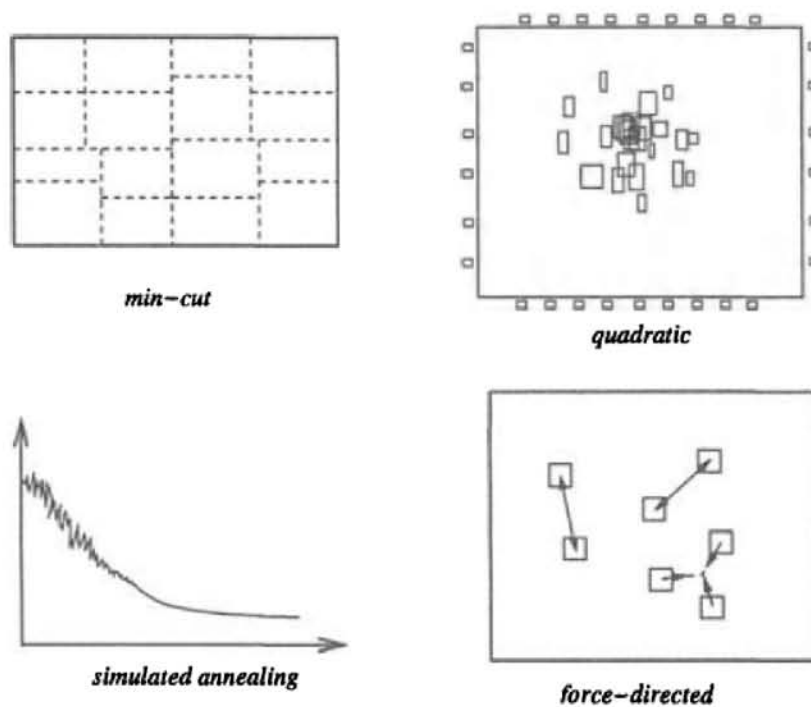 min-cut
quadratic
simulated annealing
force-directed